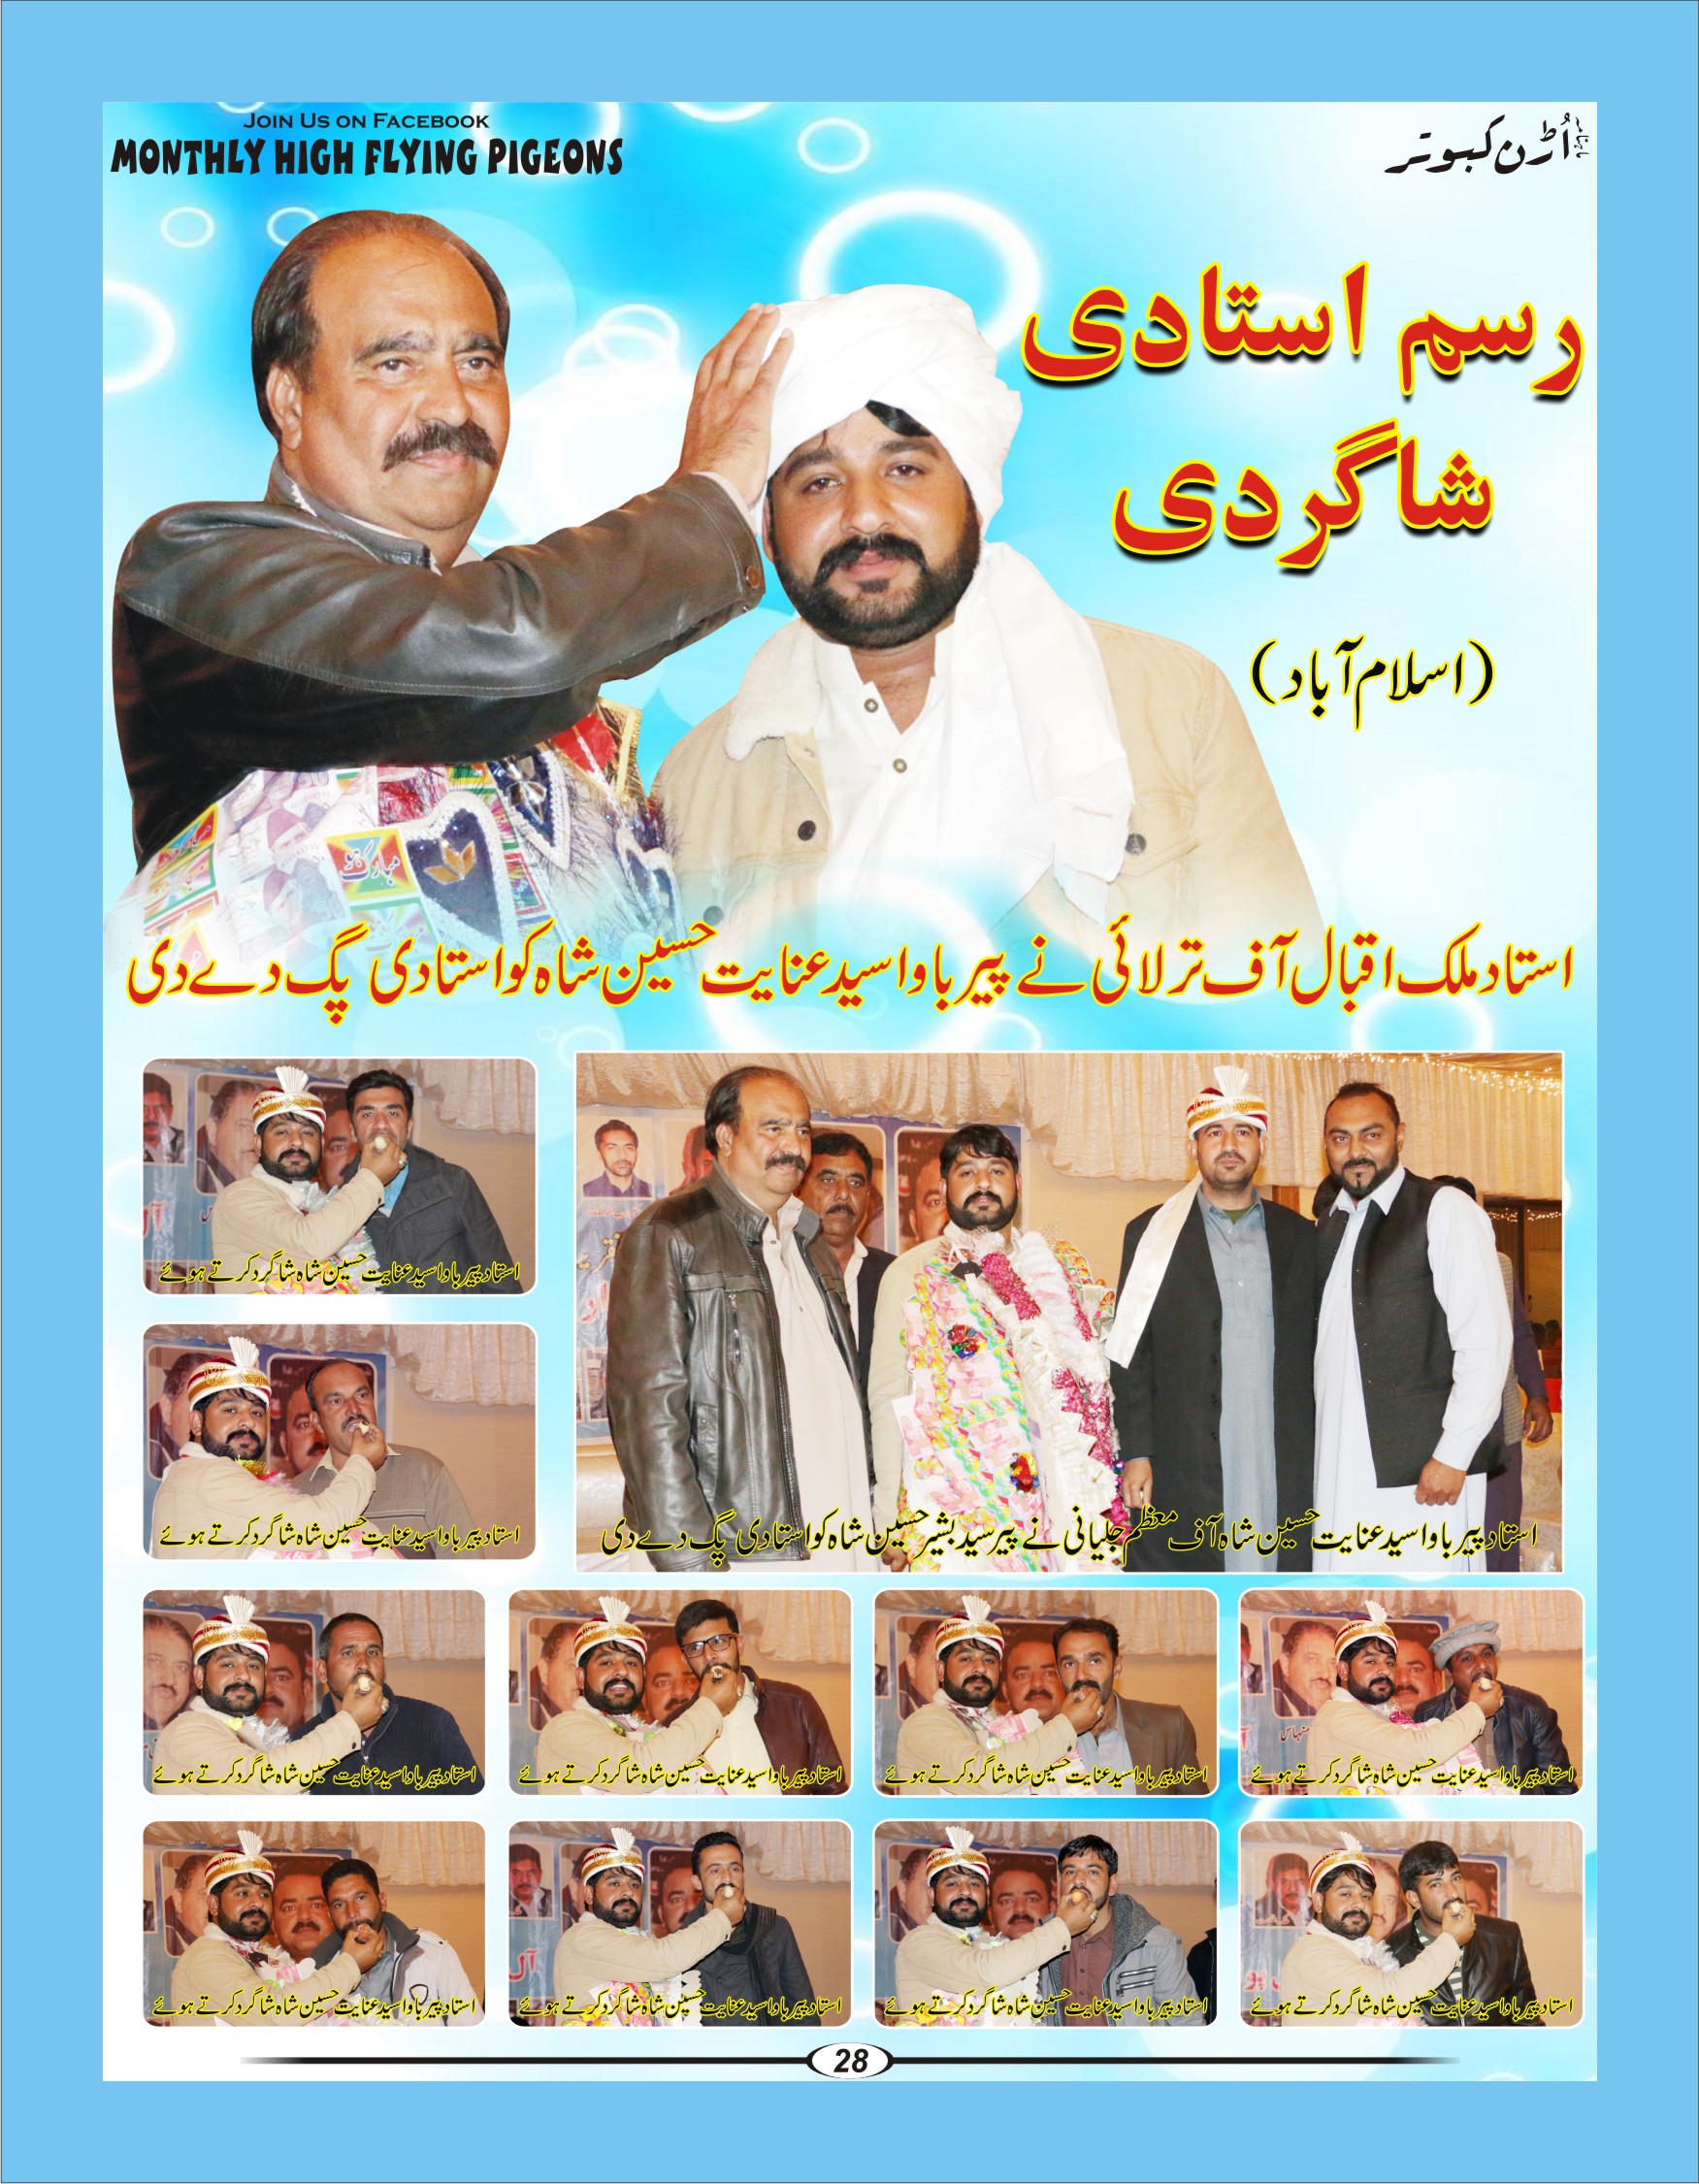 JOIN US ON FACEBOOK
MONTHLY HIGH FLYING PIGEONS
ماہنامہ اُڑن کبوتر
رسم استادی
شاگردی
(اسلام آباد)
مبارک ہو
استاد ملک اقبال آف ترلائی نے پیر باوا سید عنایت حسین شاہ کو استادی پگ دے دی
استاد پیر باوا سید عنایت حسین شاہ شاگرد کرتے ہوئے
استاد پیر باوا سید عنایت حسین شاہ شاگرد کرتے ہوئے
استاد پیر باوا سید عنایت حسین شاہ آف معظم جلیانی نے پیر سید بشیر حسین شاہ کو استادی پگ دے دی
استاد پیر باوا سید عنایت حسین شاہ شاگرد کرتے ہوئے
استاد پیر باوا سید عنایت حسین شاہ شاگرد کرتے ہوئے
استاد پیر باوا سید عنایت حسین شاہ شاگرد کرتے ہوئے
استاد پیر باوا سید عنایت حسین شاہ شاگرد کرتے ہوئے
استاد پیر باوا سید عنایت حسین شاہ شاگرد کرتے ہوئے
استاد پیر باوا سید عنایت حسین شاہ شاگرد کرتے ہوئے
استاد پیر باوا سید عنایت حسین شاہ شاگرد کرتے ہوئے
استاد پیر باوا سید عنایت حسین شاہ شاگرد کرتے ہوئے
28